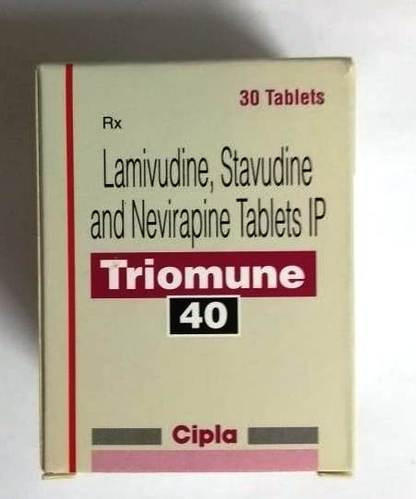 30 Tablets
Rx
Lamivudine, Stavudine
and Nevirapine Tablets IP
Triomune
40
Cipla